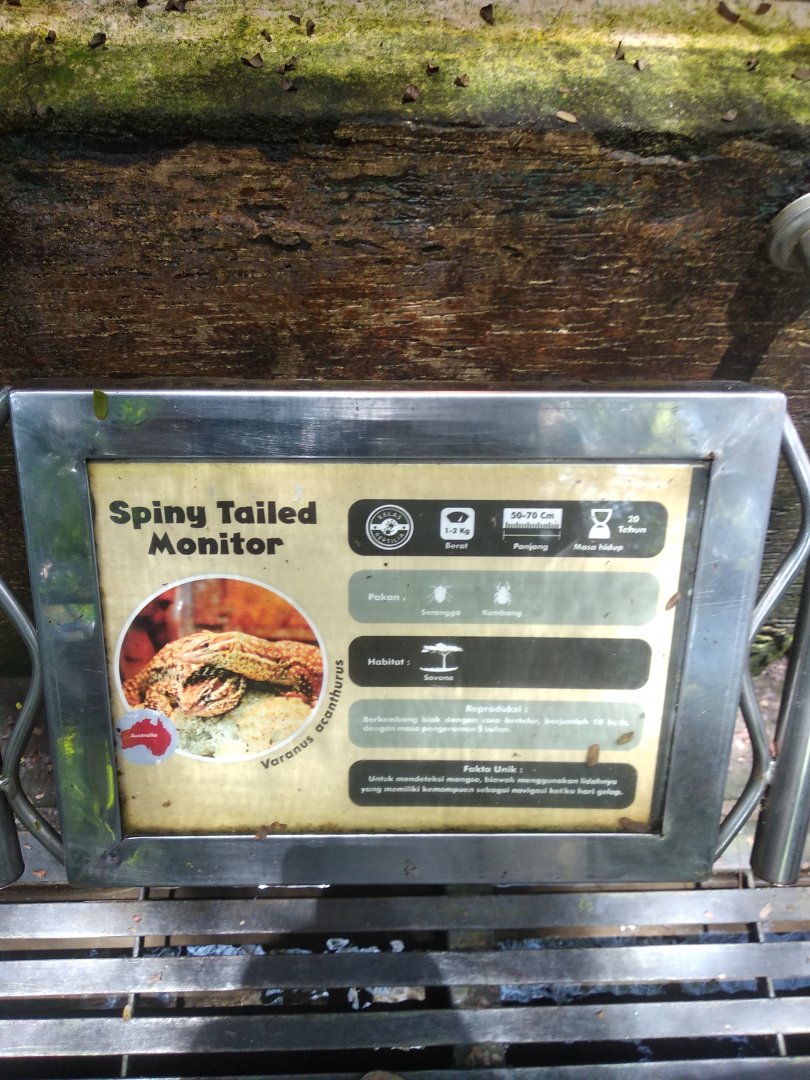 Spiny Tailed
Monitor
Varanus acanthurus
Australia
KELAS
REPTILIA
1-2 Kg
Berat
50-70 Cm
Panjang
20
Tahun
Masa hidup
Pakan :
Serangga
Kumbang
Habitat :
Savana
Reproduksi :
Berkembang biak dengan cara bertelur, berjumlah 18 butir,
dengan masa pengeraman 5 bulan.
Fakta Unik :
Untuk mendeteksi mangsa, biawak menggunakan lidahnya
yang memiliki kemampuan sebagai navigasi ketika hari gelap.